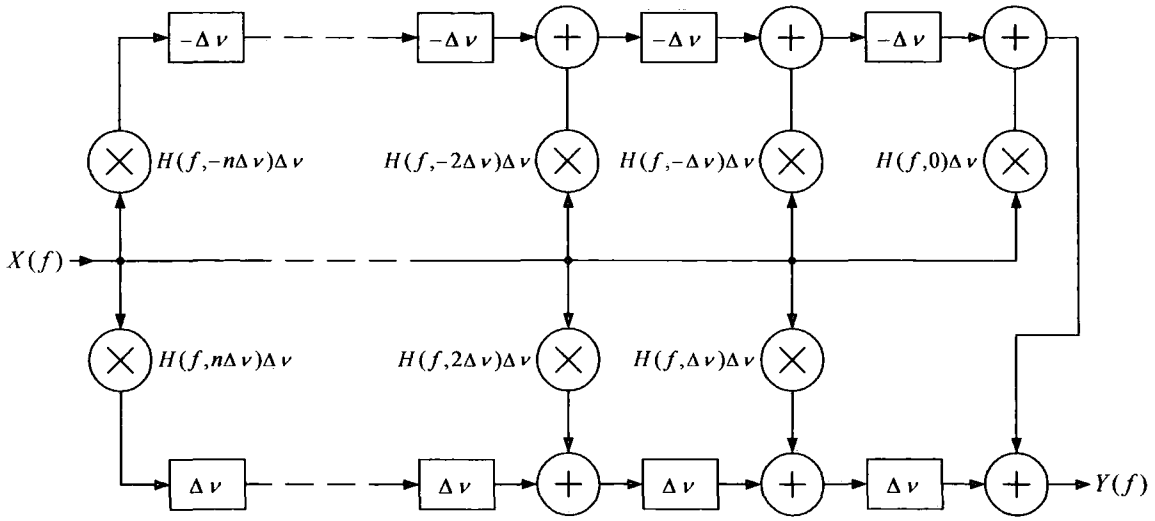 −Δν −Δν + −Δν + −Δν +
× H(f,−nΔν)Δν H(f,−2Δν)Δν × H(f,−Δν)Δν × H(f,0)Δν ×
X(f)
× H(f,nΔν)Δν H(f,2Δν)Δν × H(f,Δν)Δν ×
Δν Δν + Δν + Δν + Y(f)